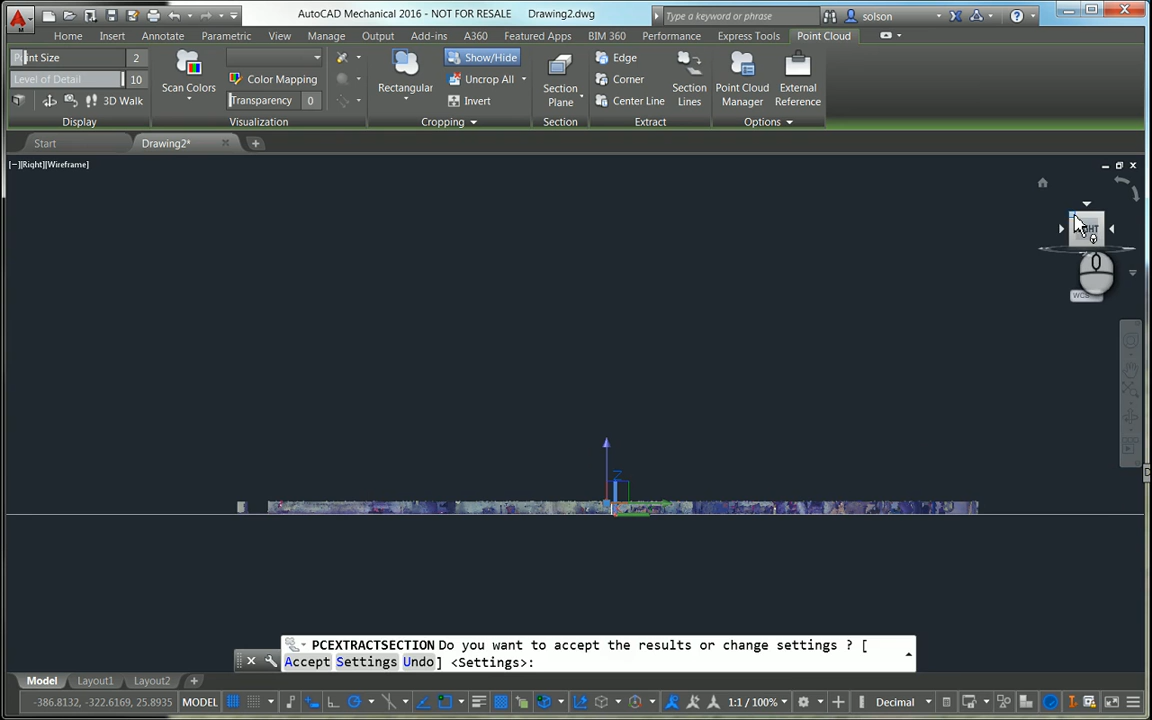 AutoCAD Mechanical 2016 - NOT FOR RESALE Drawing2.dwg Type a keyword or phrase solson
Home Insert Annotate Parametric View Manage Output Add-ins A360 Featured Apps BIM 360 Performance Express Tools Point Cloud
Point Size 2
Level of Detail 10
3D Walk
Display
Scan Colors
Color Mapping
Transparency 0
Visualization
Rectangular
Show/Hide
Uncrop All
Invert
Cropping
Section Plane
Section
Edge
Corner
Center Line
Section Lines
Extract
Point Cloud Manager
External Reference
Options
Start Drawing2*
[−][Right][Wireframe]
WCS
Z
PCEXTRACTSECTION Do you want to accept the results or change settings ? [
Accept Settings Undo] <Settings>:
Model Layout1 Layout2
-386.8132, -322.6169, 25.8935 MODEL 1:1 / 100% Decimal